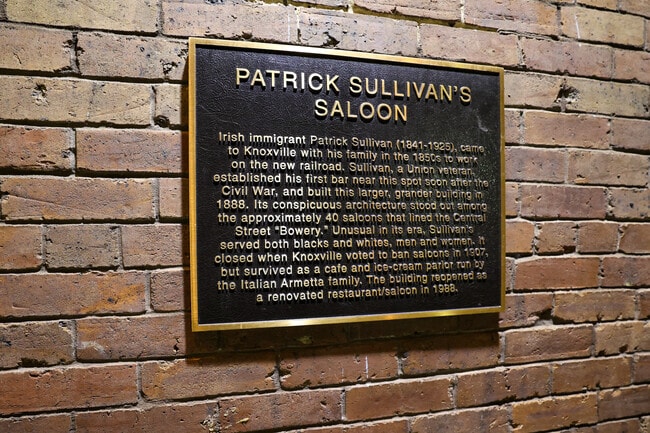 PATRICK SULLIVAN'S
SALOON
Irish immigrant Patrick Sullivan (1841-1925), came
to Knoxville with his family in the 1850s to work
on the new railroad. Sullivan, a Union veteran,
established his first bar near this spot soon after the
Civil War, and built this larger, grander building in
1888. Its conspicuous architecture stood out among
the approximately 40 saloons that lined the Central
Street "Bowery." Unusual in its era, Sullivan's
served both blacks and whites, men and women. It
closed when Knoxville voted to ban saloons in 1907,
but survived as a cafe and ice-cream parlor run by
the Italian Armetta family. The building reopened as
a renovated restaurant/saloon in 1988.